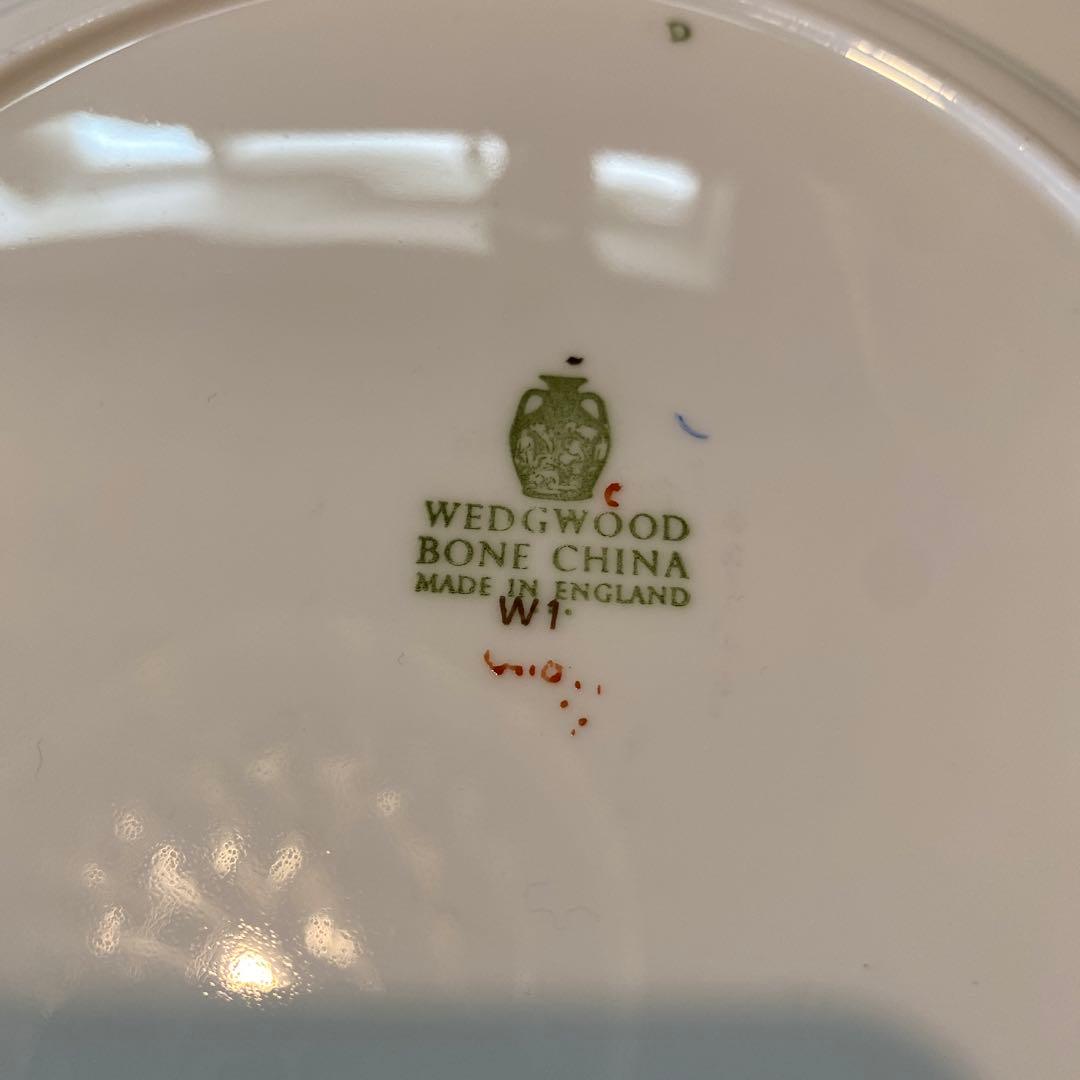 D
C
WEDGWOOD
BONE CHINA
MADE IN ENGLAND
W1